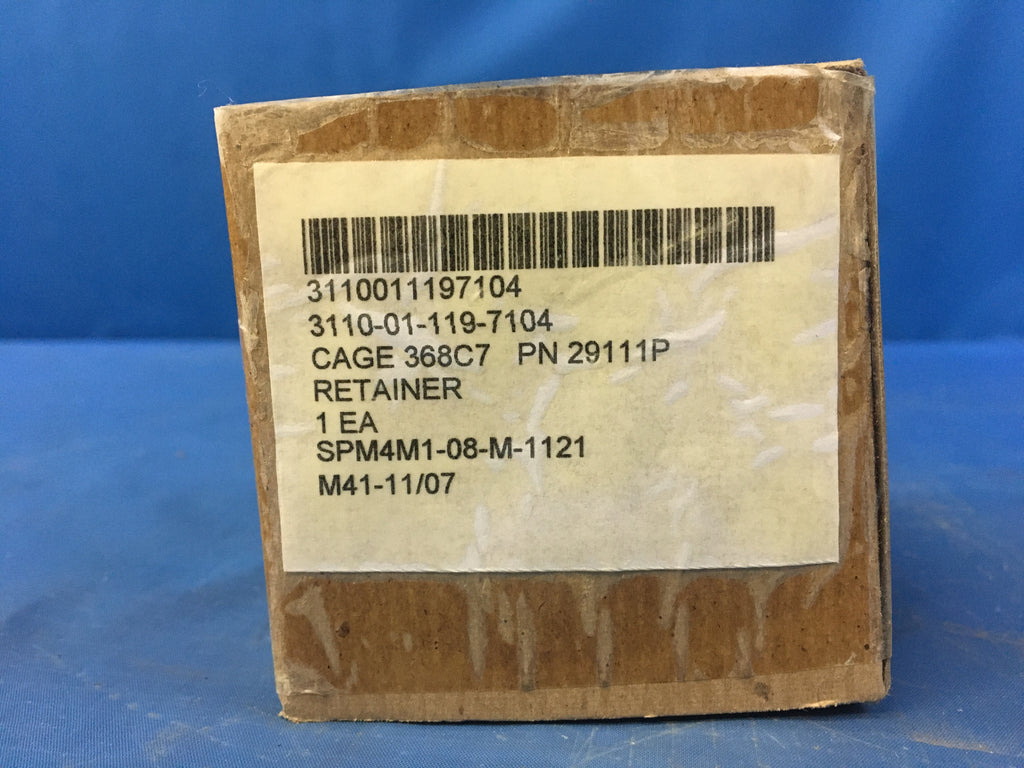 3110011197104
3110-01-119-7104
CAGE 368C7 PN 29111P
RETAINER
1 EA
SPM4M1-08-M-1121
M41-11/07